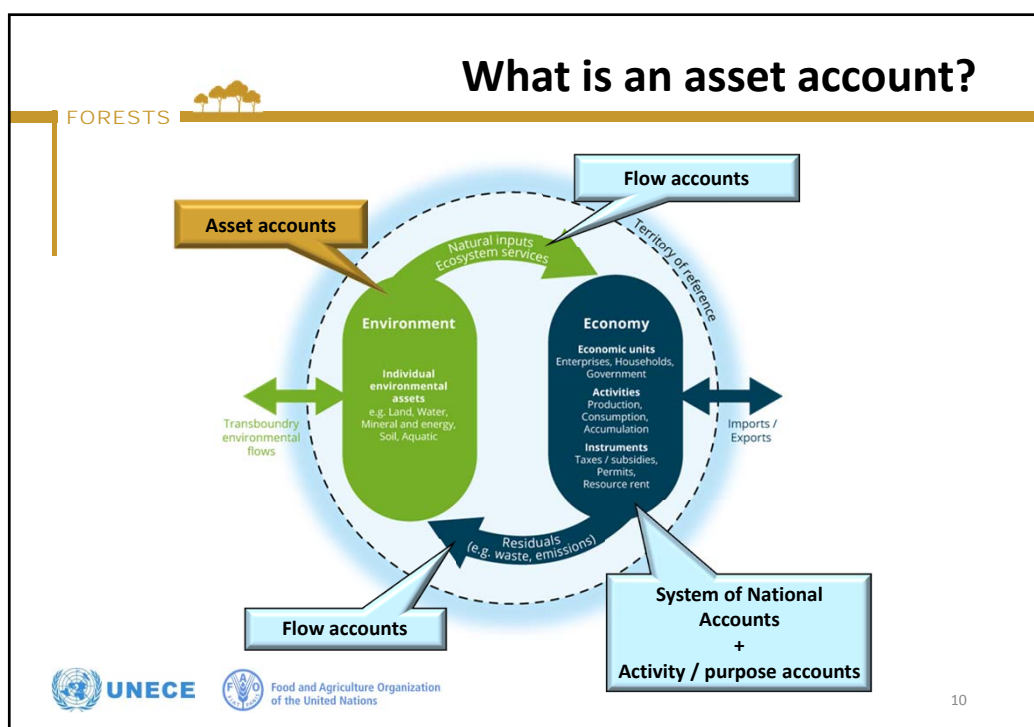 What is an asset account?
FORESTS
Flow accounts
Asset accounts
Natural inputs
Ecosystem services
Territory of reference
Environment
Individual
environmental
assets
e.g. Land, Water,
Mineral and energy,
Soil, Aquatic
Economy
Economic units
Enterprises, Households,
Government
Activities
Production,
Consumption,
Accumulation
Instruments
Taxes / subsidies,
Permits,
Resource rent
Transboundry
environmental
flows
Imports /
Exports
Residuals
(e.g. waste, emissions)
Flow accounts
System of National
Accounts
+
Activity / purpose accounts
UNECE
FAO
FIAT PANIS
Food and Agriculture Organization
of the United Nations
10